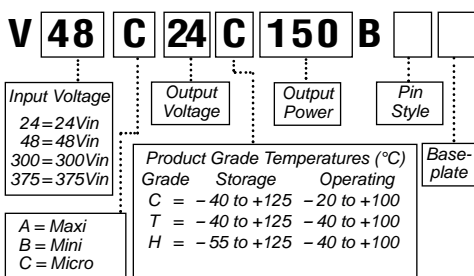 V 48 C 24 C 150 B
Input Voltage
24=24Vin
48=48Vin
300=300Vin
375=375Vin
Output
Voltage
Output
Power
Pin
Style
Base-
plate
A = Maxi
B = Mini
C = Micro
Product Grade Temperatures (°C)
Grade Storage Operating
C = – 40 to +125 – 20 to +100
T = – 40 to +125 – 40 to +100
H = – 55 to +125 – 40 to +100